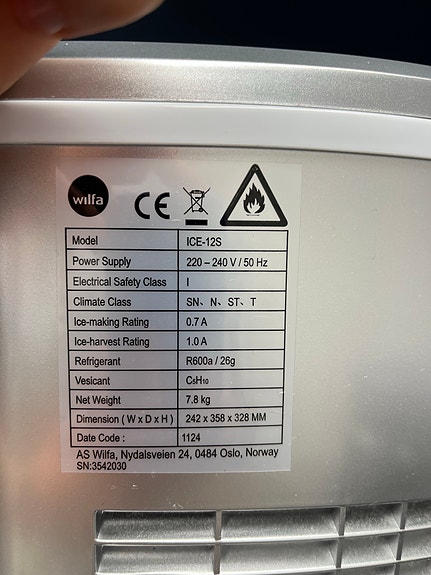 wilfa
CE
Model ICE-12S
Power Supply 220 – 240 V / 50 Hz
Electrical Safety Class I
Climate Class SN、N、ST、T
Ice-making Rating 0.7 A
Ice-harvest Rating 1.0 A
Refrigerant R600a / 26g
Vesicant C₅H₁₀
Net Weight 7.8 kg
Dimension ( W x D x H ) 242 x 358 x 328 MM
Date Code : 1124
AS Wilfa, Nydalsveien 24, 0484 Oslo, Norway
SN:3542030